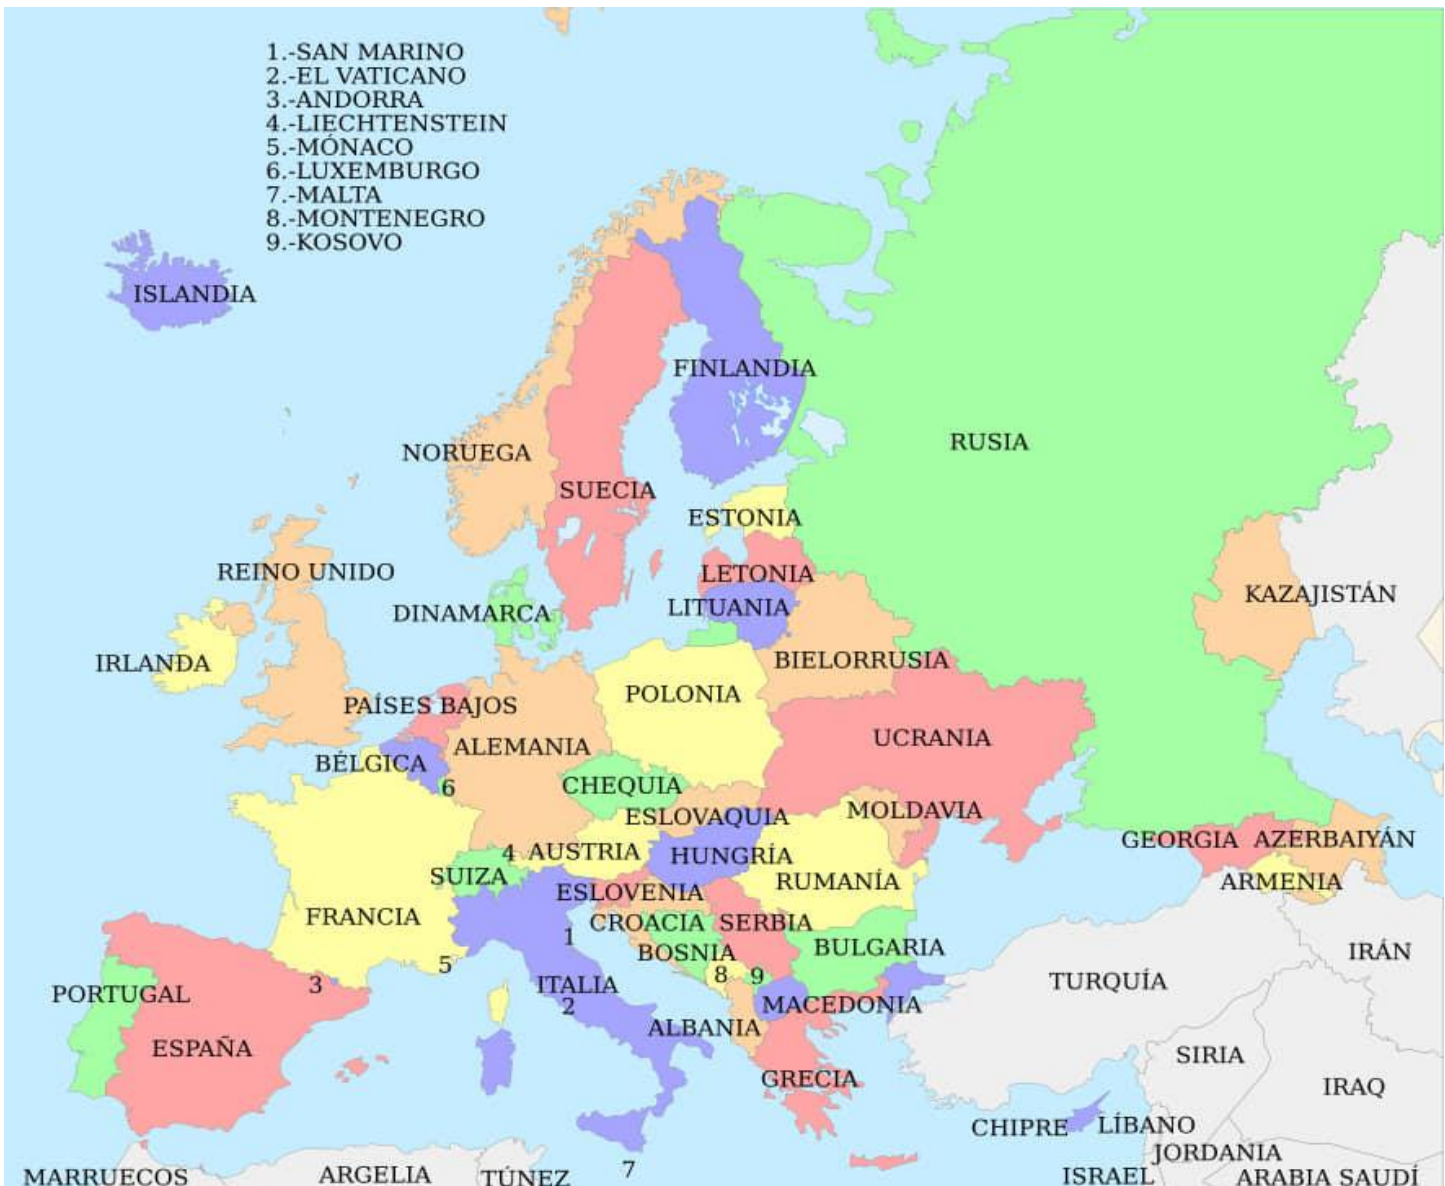 1.-SAN MARINO
2.-EL VATICANO
3.-ANDORRA
4.-LIECHTENSTEIN
5.-MÓNACO
6.-LUXEMBURGO
7.-MALTA
8.-MONTENEGRO
9.-KOSOVO
ISLANDIA
FINLANDIA
RUSIA
NORUEGA
SUECIA
ESTONIA
REINO UNIDO
LETONIA
KAZAJISTÁN
DINAMARCA
LITUANIA
IRLANDA
BIELORRUSIA
POLONIA
PAÍSES BAJOS
ALEMANIA
UCRANIA
BÉLGICA
6
CHEQUIA
ESLOVAQUIA
MOLDAVIA
GEORGIA
AZERBAIYÁN
4
AUSTRIA
HUNGRÍA
SUIZA
RUMANÍA
ARMENIA
ESLOVENIA
FRANCIA
CROACIA
SERBIA
1
BOSNIA
BULGARIA
IRÁN
5
8
9
3
ITALIA
TURQUÍA
PORTUGAL
2
MACEDONIA
ALBANIA
ESPAÑA
SIRIA
GRECIA
IRAQ
CHIPRE
LÍBANO
JORDANIA
7
MARRUECOS
ARGELIA
TÚNEZ
ISRAEL
ARABIA SAUDÍ